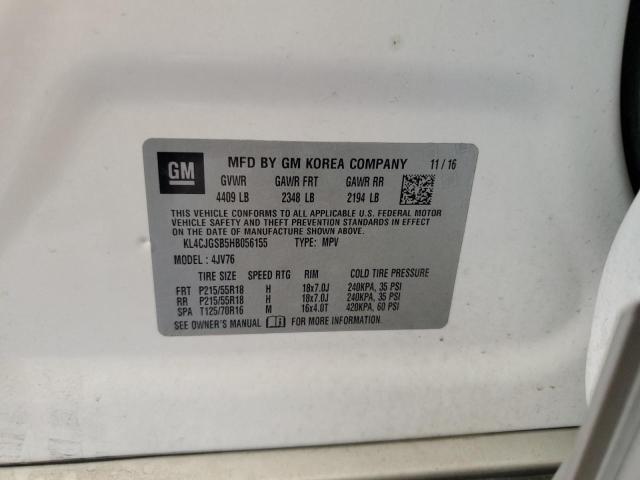 GM
MFD BY GM KOREA COMPANY 11/16
GVWR GAWR FRT GAWR RR
4409 LB 2348 LB 2194 LB
THIS VEHICLE CONFORMS TO ALL APPLICABLE U.S. FEDERAL MOTOR
VEHICLE SAFETY AND THEFT PREVENTION STANDARDS IN EFFECT
ON THE DATE OF MANUFACTURE SHOWN ABOVE.
KL4CJGSB5HB056155 TYPE: MPV
MODEL: 4JV76
TIRE SIZE SPEED RTG RIM COLD TIRE PRESSURE
FRT P215/55R18 H 18x7.0J 240KPA, 35 PSI
RR P215/55R18 H 18x7.0J 240KPA, 35 PSI
SPA T125/70R16 M 16x4.0T 420KPA, 60 PSI
SEE OWNER'S MANUAL FOR MORE INFORMATION.